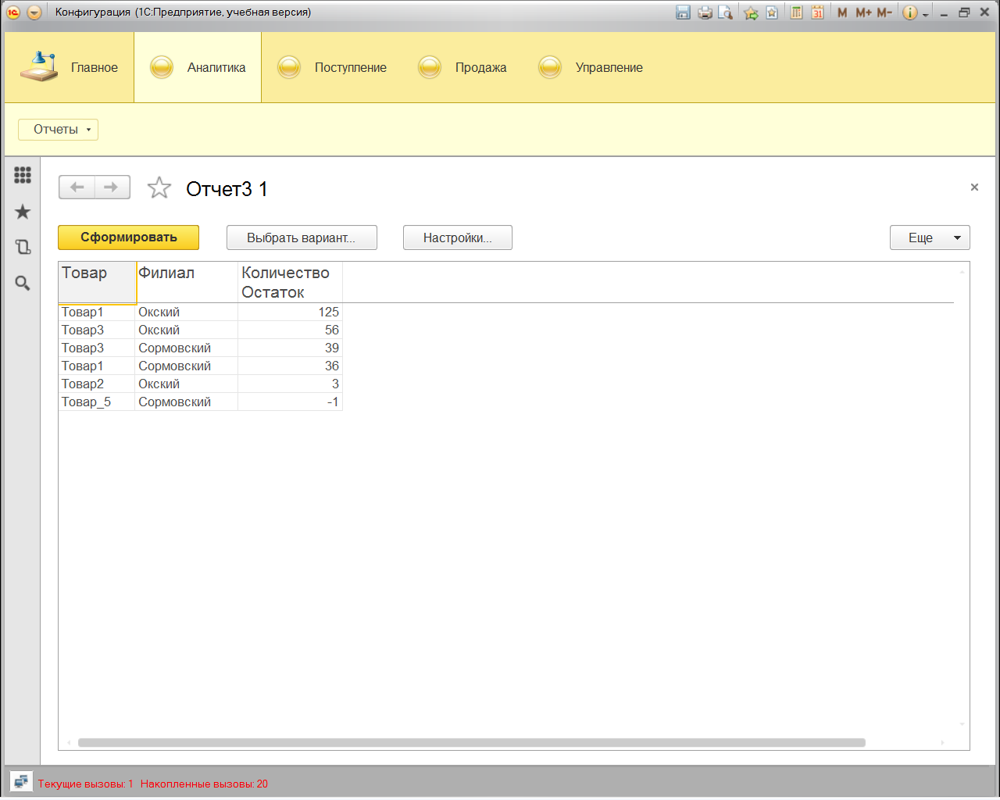 Конфигурация (1С:Предприятие, учебная версия)
31 M M+ M-
Главное Аналитика Поступление Продажа Управление
Отчеты
Отчет3 1
Сформировать Выбрать вариант... Настройки... Еще
Товар Филиал Количество
Остаток
Товар1 Окский 125
Товар3 Окский 56
Товар3 Сормовский 39
Товар1 Сормовский 36
Товар2 Окский 3
Товар_5 Сормовский -1
Текущие вызовы: 1 Накопленные вызовы: 20